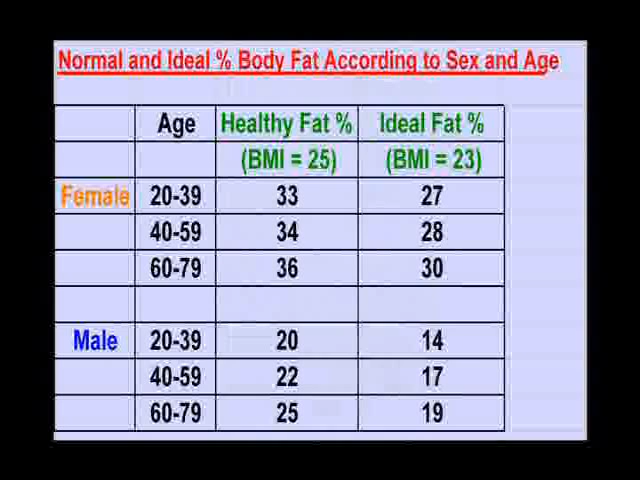 Normal and Ideal % Body Fat According to Sex and Age
Age Healthy Fat % Ideal Fat %
(BMI = 25) (BMI = 23)
Female 20-39 33 27
40-59 34 28
60-79 36 30
Male 20-39 20 14
40-59 22 17
60-79 25 19